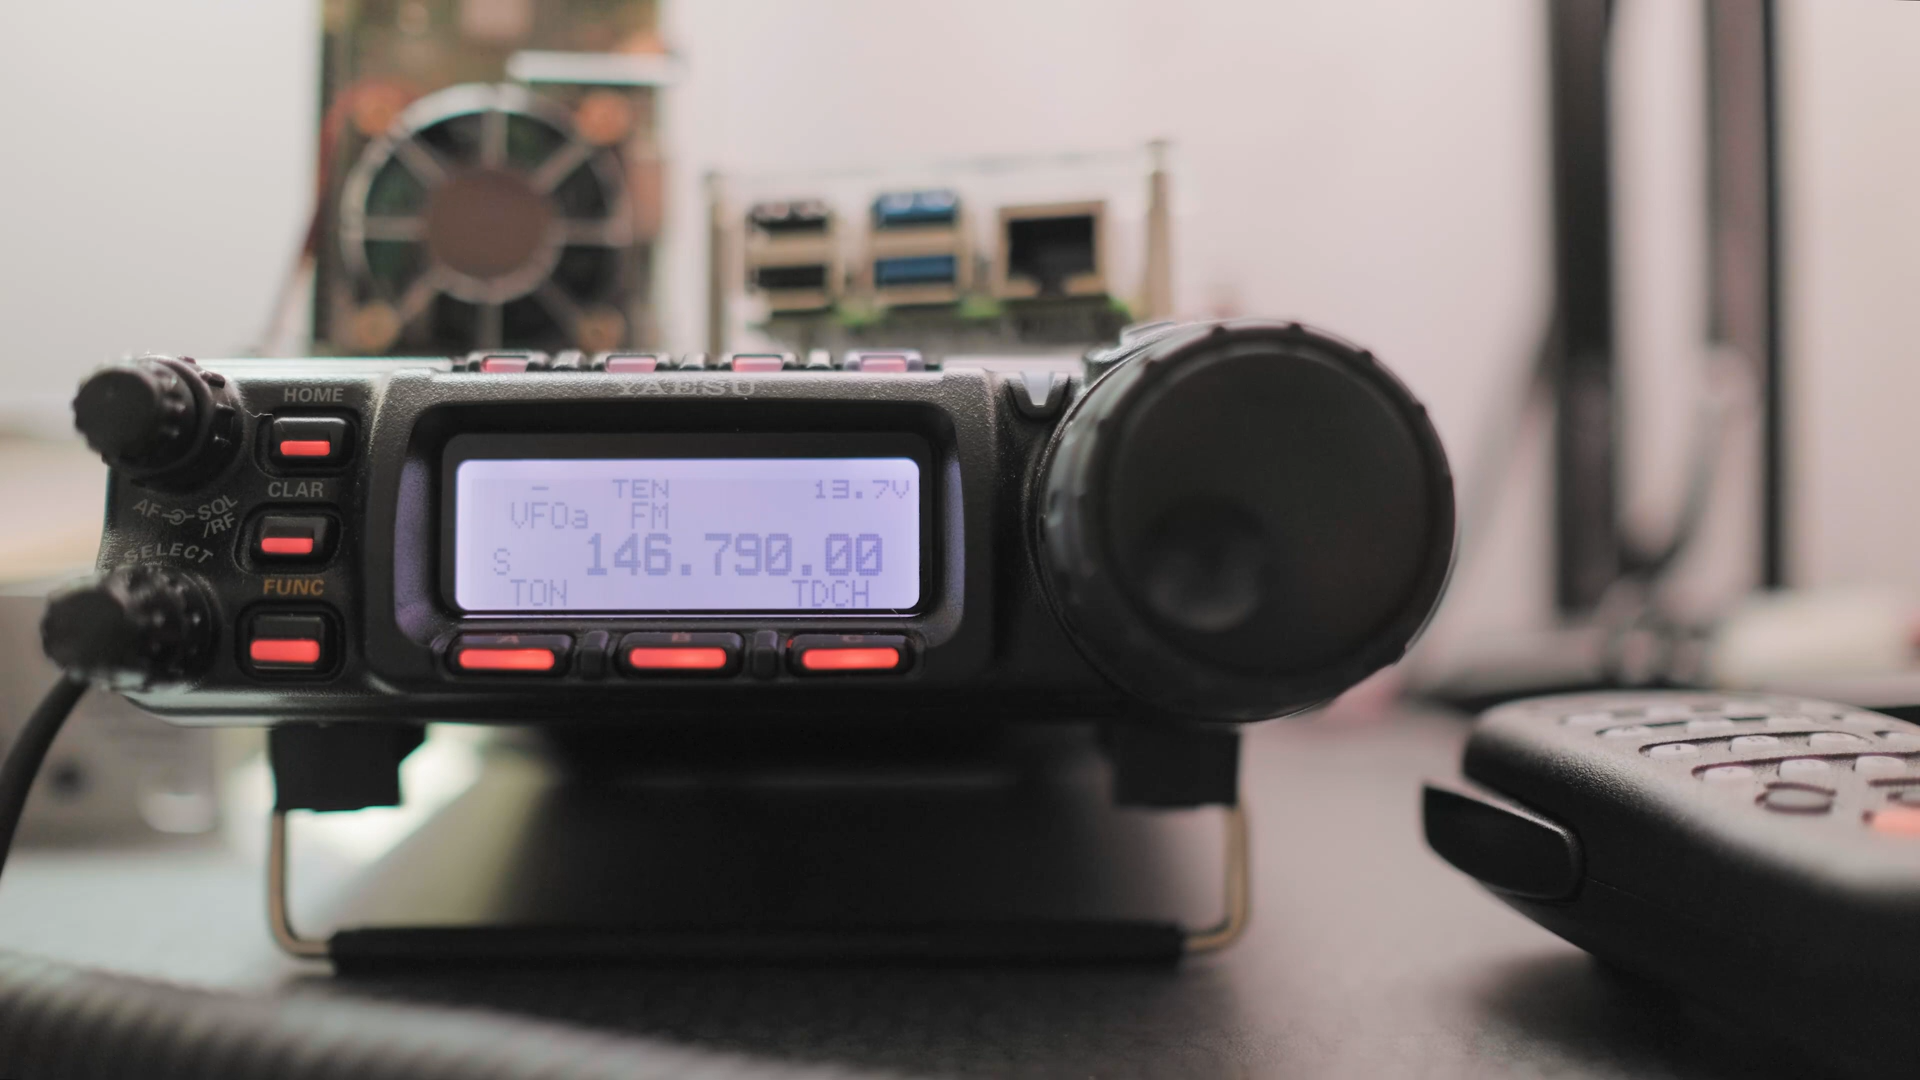 YAESU
HOME
CLAR
AF SQL
/RF
SELECT
FUNC
– TEN 13.7V
VFOa FM
S 146.790.00
TON TDCH
A B C